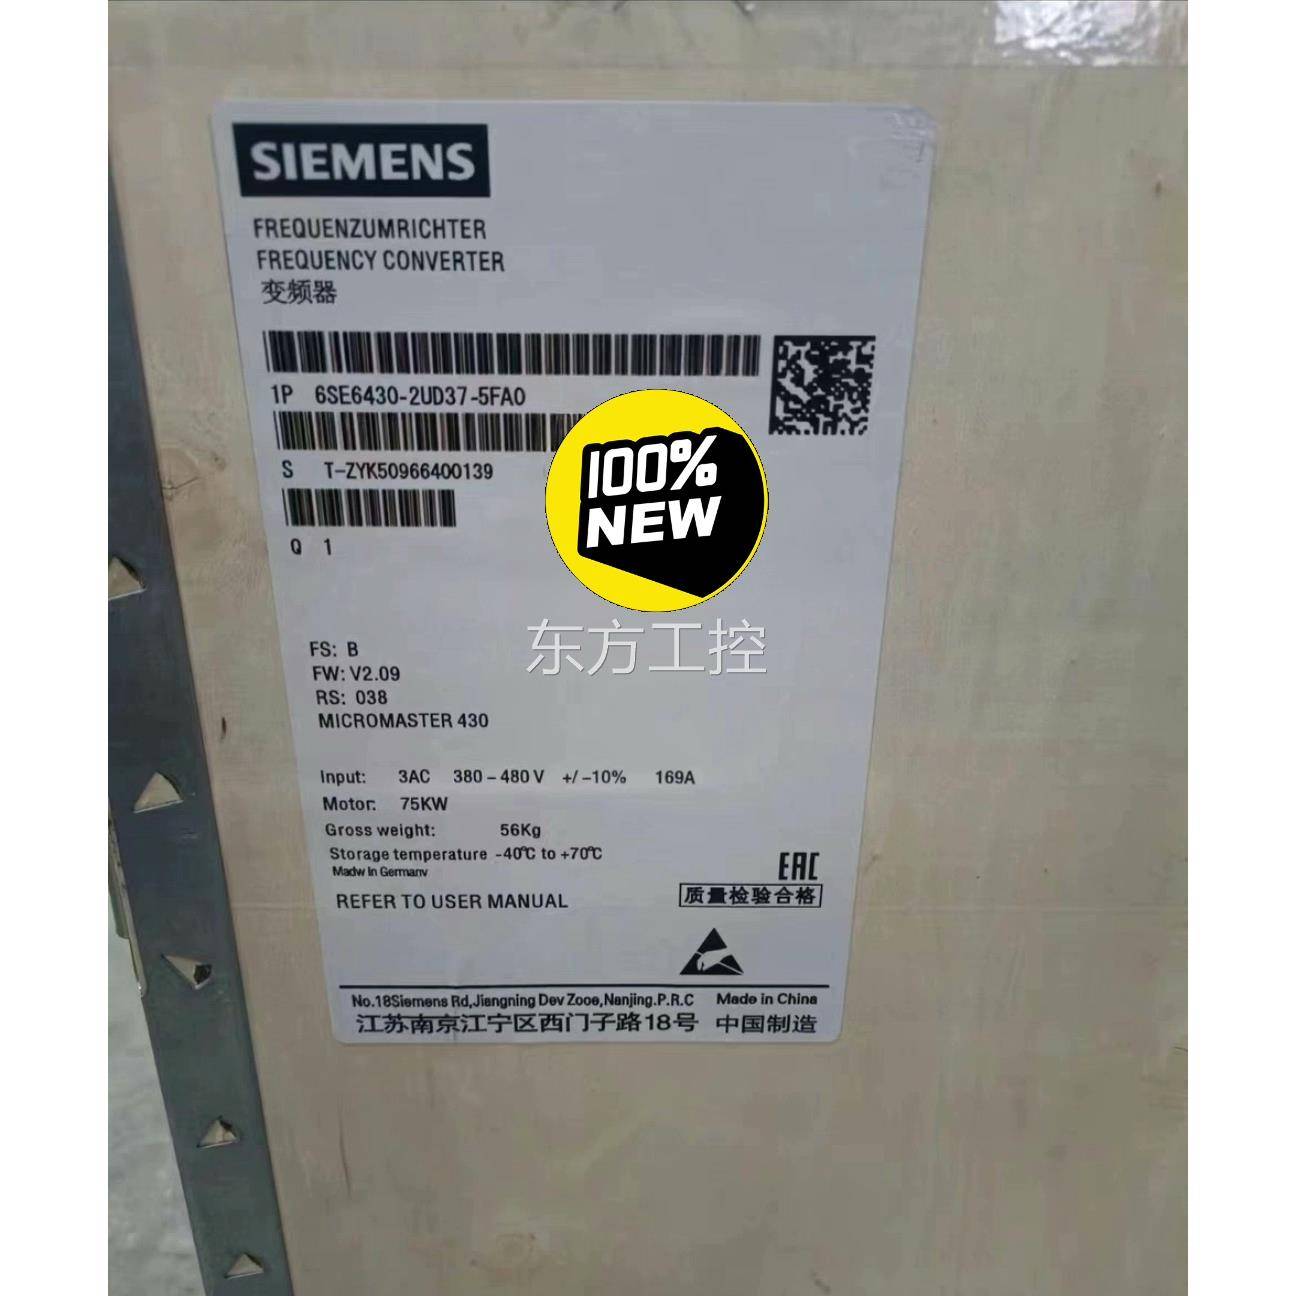 SIEMENS
FREQUENZUMRICHTER
FREQUENCY CONVERTER
变频器
1P 6SE6430-2UD37-5FA0
S T-ZYK50966400139
Q 1
100%
NEW
东方工控
FS: B
FW: V2.09
RS: 038
MICROMASTER 430
Input: 3AC 380-480V +/-10% 169A
Motor: 75KW
Gross weight: 56Kg
Storage temperature -40℃ to +70℃
Madw In Germanv
REFER TO USER MANUAL
EAC
质量检验合格
No.18Siemens Rd,Jiangning Dev Zooe,Nanjing.P.R.C Made in China
江苏南京江宁区西门子路18号 中国制造